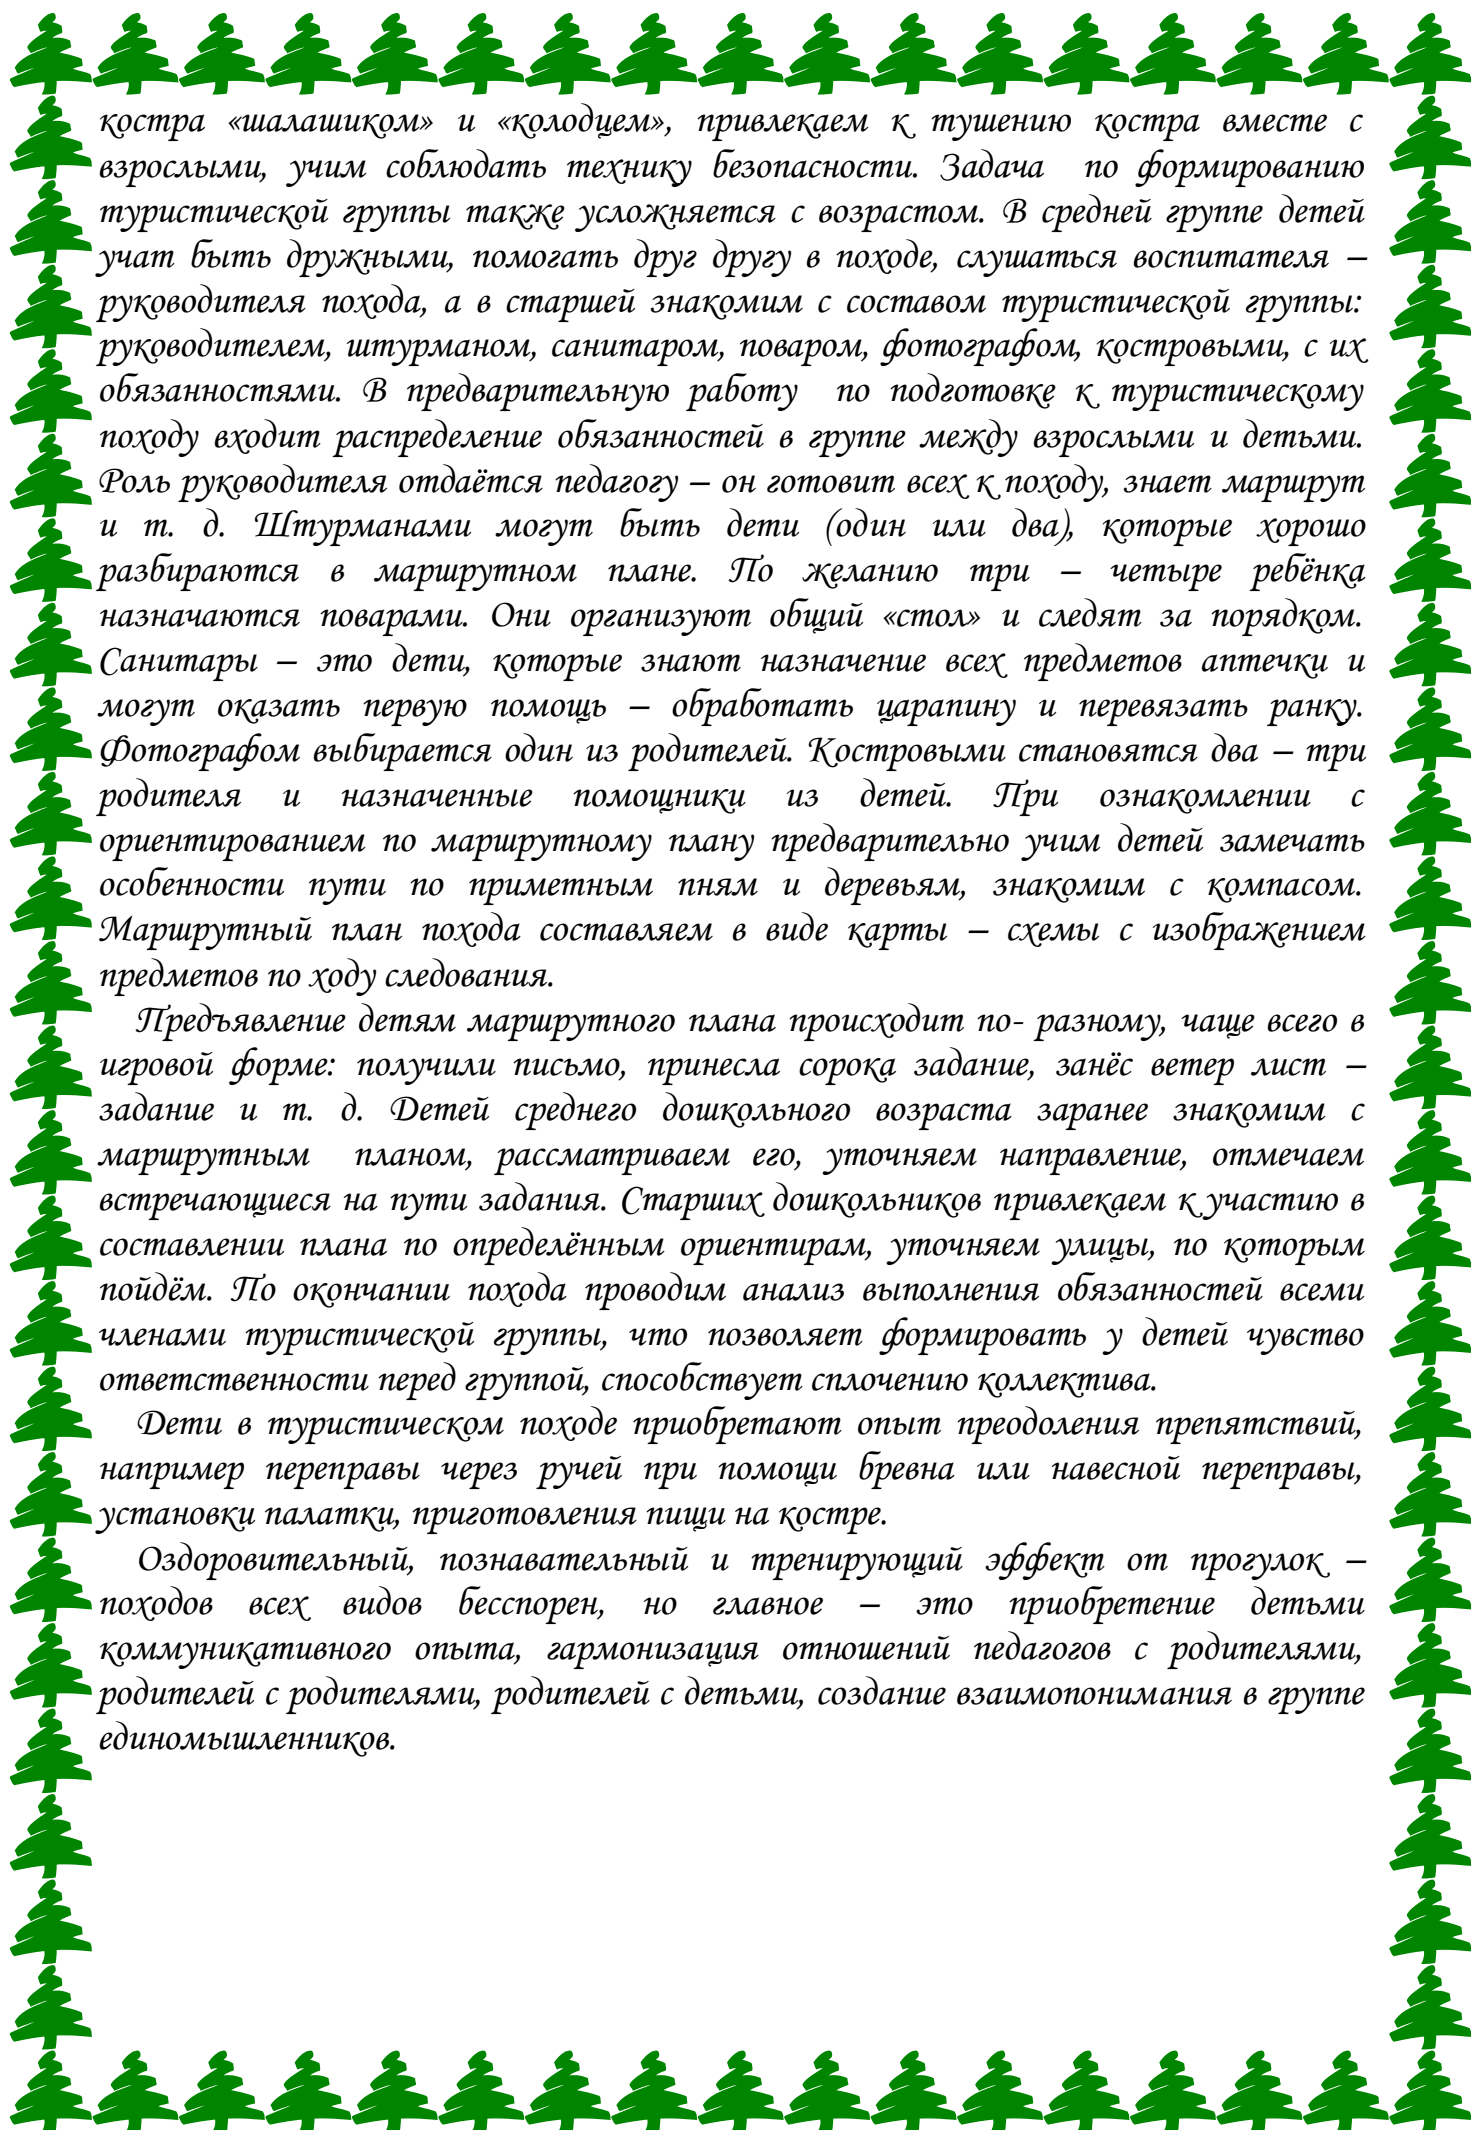 костра «шалашиком» и «колодцем», привлекаем к тушению костра вместе с
взрослыми, учим соблюдать технику безопасности. Задача по формированию
туристической группы также усложняется с возрастом. В средней группе детей
учат быть дружными, помогать друг другу в походе, слушаться воспитателя –
руководителя похода, а в старшей знакомим с составом туристической группы:
руководителем, штурманом, санитаром, поваром, фотографом, костровыми, с их
обязанностями. В предварительную работу по подготовке к туристическому
походу входит распределение обязанностей в группе между взрослыми и детьми.
Роль руководителя отдаётся педагогу – он готовит всех к походу, знает маршрут
и т. д. Штурманами могут быть дети (один или два), которые хорошо
разбираются в маршрутном плане. По желанию три – четыре ребёнка
назначаются поварами. Они организуют общий «стол» и следят за порядком.
Санитары – это дети, которые знают назначение всех предметов аптечки и
могут оказать первую помощь – обработать царапину и перевязать ранку.
Фотографом выбирается один из родителей. Костровыми становятся два – три
родителя и назначенные помощники из детей. При ознакомлении с
ориентированием по маршрутному плану предварительно учим детей замечать
особенности пути по приметным пням и деревьям, знакомим с компасом.
Маршрутный план похода составляем в виде карты – схемы с изображением
предметов по ходу следования.
Предъявление детям маршрутного плана происходит по- разному, чаще всего в
игровой форме: получили письмо, принесла сорока задание, занёс ветер лист –
задание и т. д. Детей среднего дошкольного возраста заранее знакомим с
маршрутным планом, рассматриваем его, уточняем направление, отмечаем
встречающиеся на пути задания. Старших дошкольников привлекаем к участию в
составлении плана по определённым ориентирам, уточняем улицы, по которым
пойдём. По окончании похода проводим анализ выполнения обязанностей всеми
членами туристической группы, что позволяет формировать у детей чувство
ответственности перед группой, способствует сплочению коллектива.
Дети в туристическом походе приобретают опыт преодоления препятствий,
например переправы через ручей при помощи бревна или навесной переправы,
установки палатки, приготовления пищи на костре.
Оздоровительный, познавательный и тренирующий эффект от прогулок –
походов всех видов бесспорен, но главное – это приобретение детьми
коммуникативного опыта, гармонизация отношений педагогов с родителями,
родителей с родителями, родителей с детьми, создание взаимопонимания в группе
единомышленников.